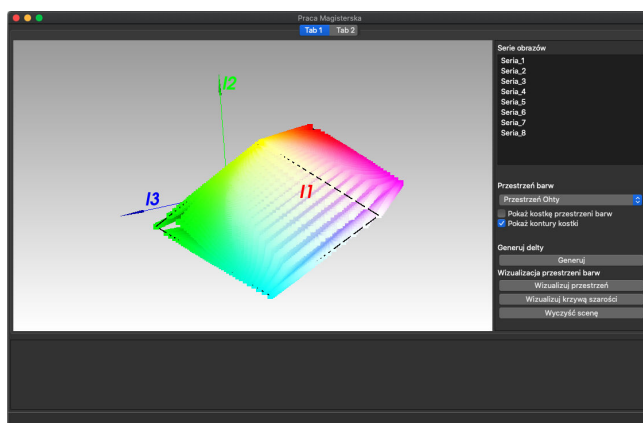 Praca Magisterska
Tab 1 Tab 2
Serie obrazów
Seria_1
Seria_2
Seria_3
Seria_4
Seria_5
Seria_6
Seria_7
Seria_8
I2
I1
I3
Przestrzeń barw
Przestrzeń Ohty
Pokaż kostkę przestrzeni barw
Pokaż kontury kostki
Generuj delty
Generuj
Wizualizacja przestrzeni barw
Wizualizuj przestrzeń
Wizualizuj krzywą szarości
Wyczyść scenę